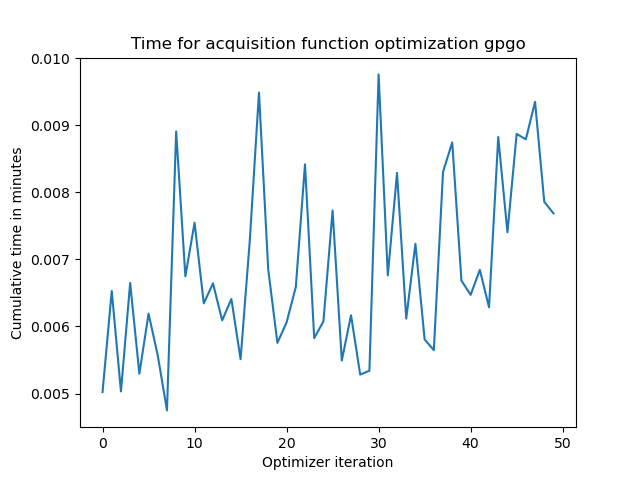 Time for acquisition function optimization gpgo
0.010
0.009
0.008
0.007
0.006
0.005
Cumulative time in minutes
0 10 20 30 40 50
Optimizer iteration